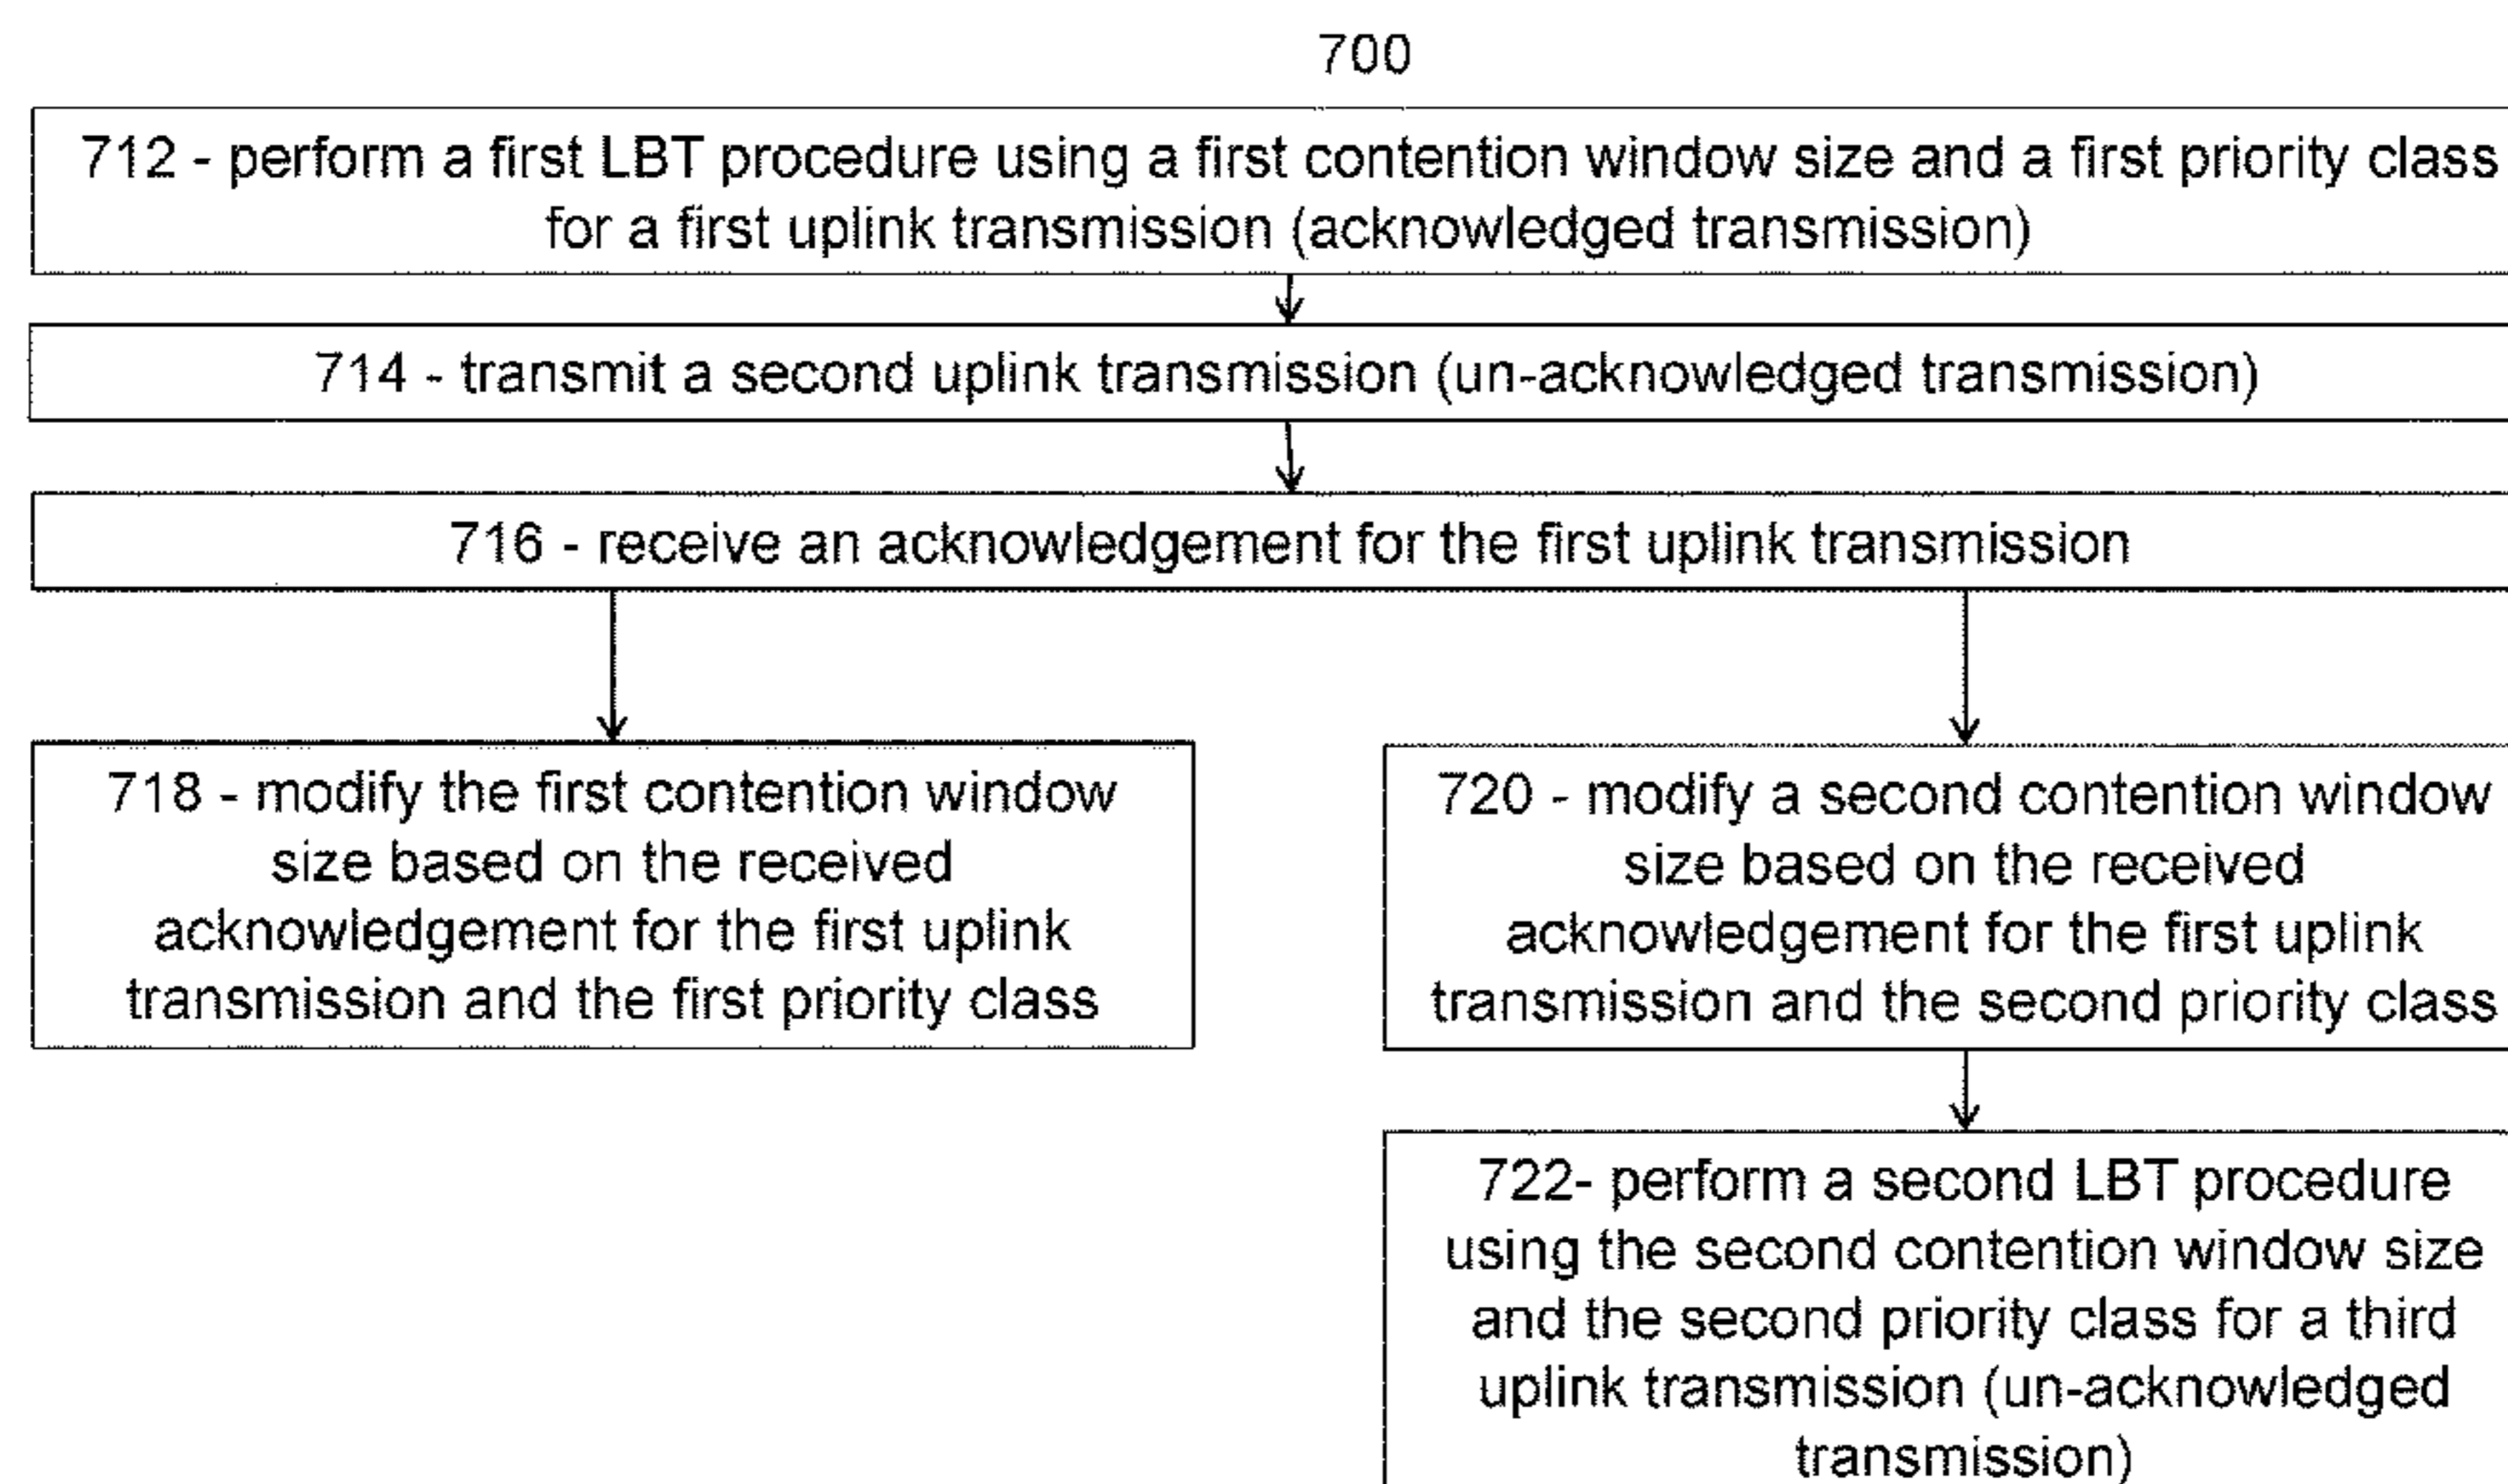 700
712 - perform a first LBT procedure using a first contention window size and a first priority class
for a first uplink transmission (acknowledged transmission)
714 - transmit a second uplink transmission (un-acknowledged transmission)
716 - receive an acknowledgement for the first uplink transmission
718 - modify the first contention window
size based on the received
acknowledgement for the first uplink
transmission and the first priority class
720 - modify a second contention window
size based on the received
acknowledgement for the first uplink
transmission and the second priority class
722- perform a second LBT procedure
using the second contention window size
and the second priority class for a third
uplink transmission (un-acknowledged
transmission)